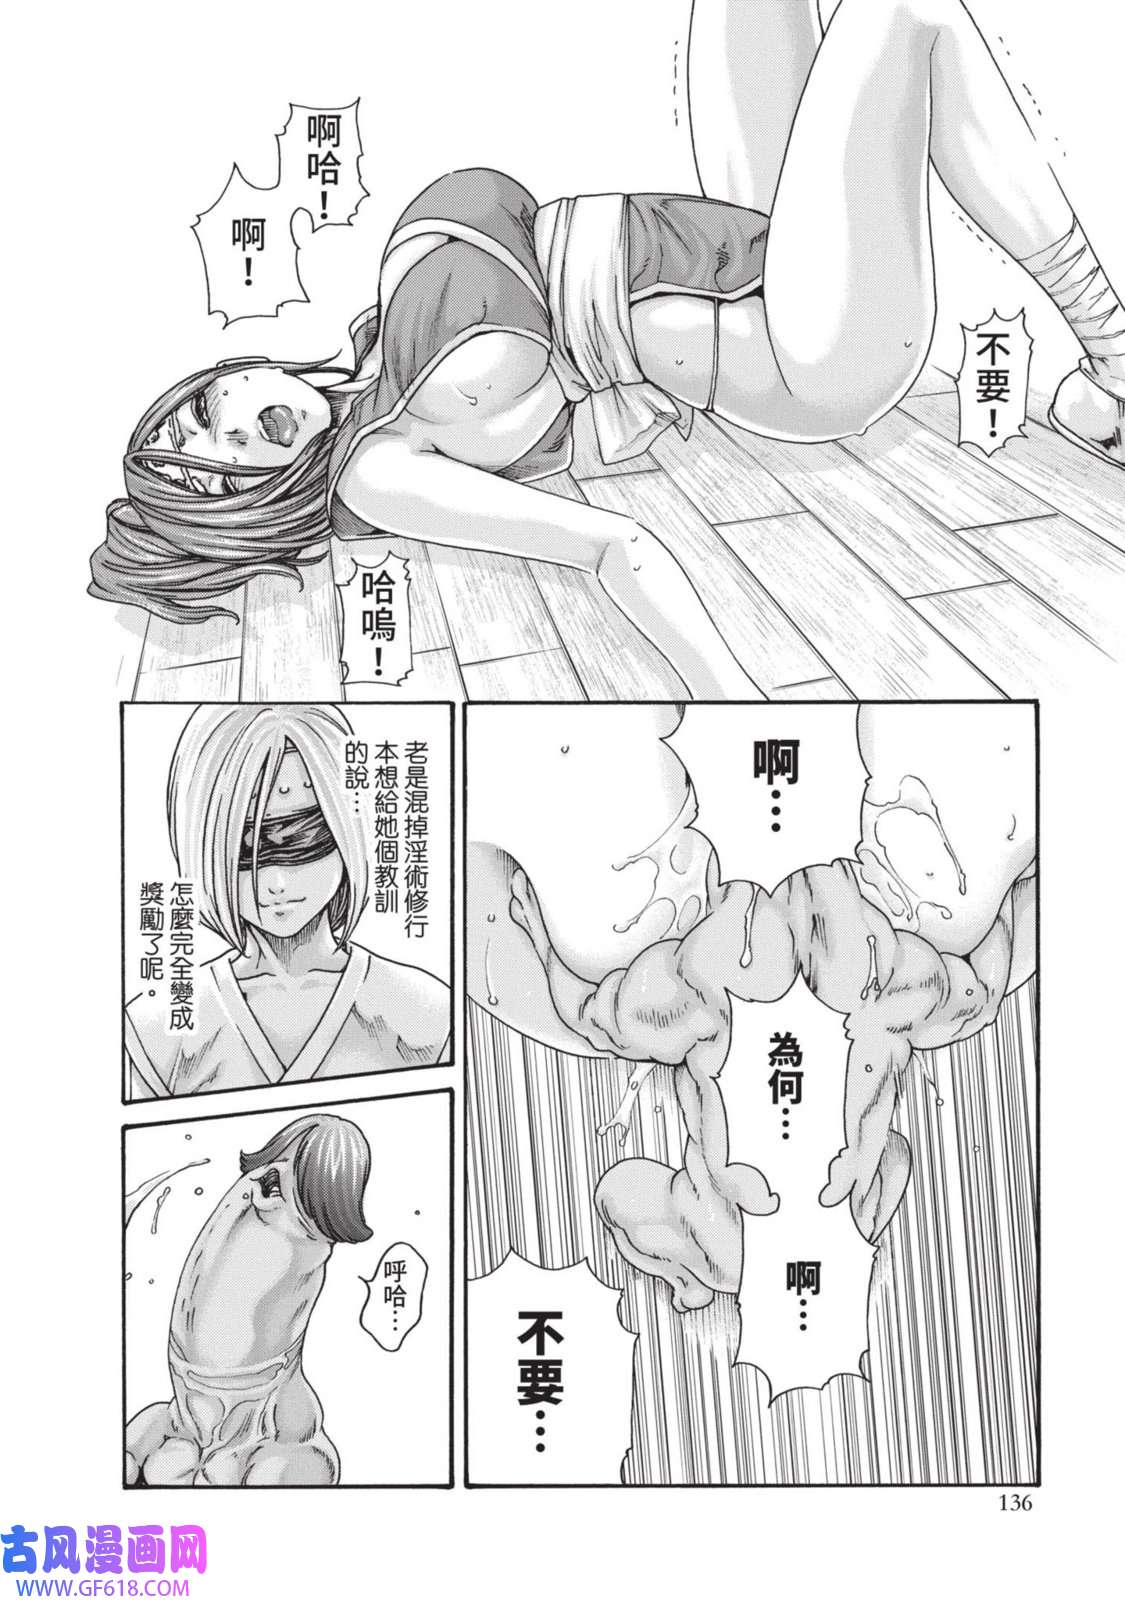 啊哈！
啊！
不要！
哈嗚！
啊…
為何…
啊…
不要…
老是混掉淫術修行
本想給她個教訓
的說…
怎麼完全變成
獎勵了呢。
呼哈…
136
古风漫画网
WWW.GF618.COM